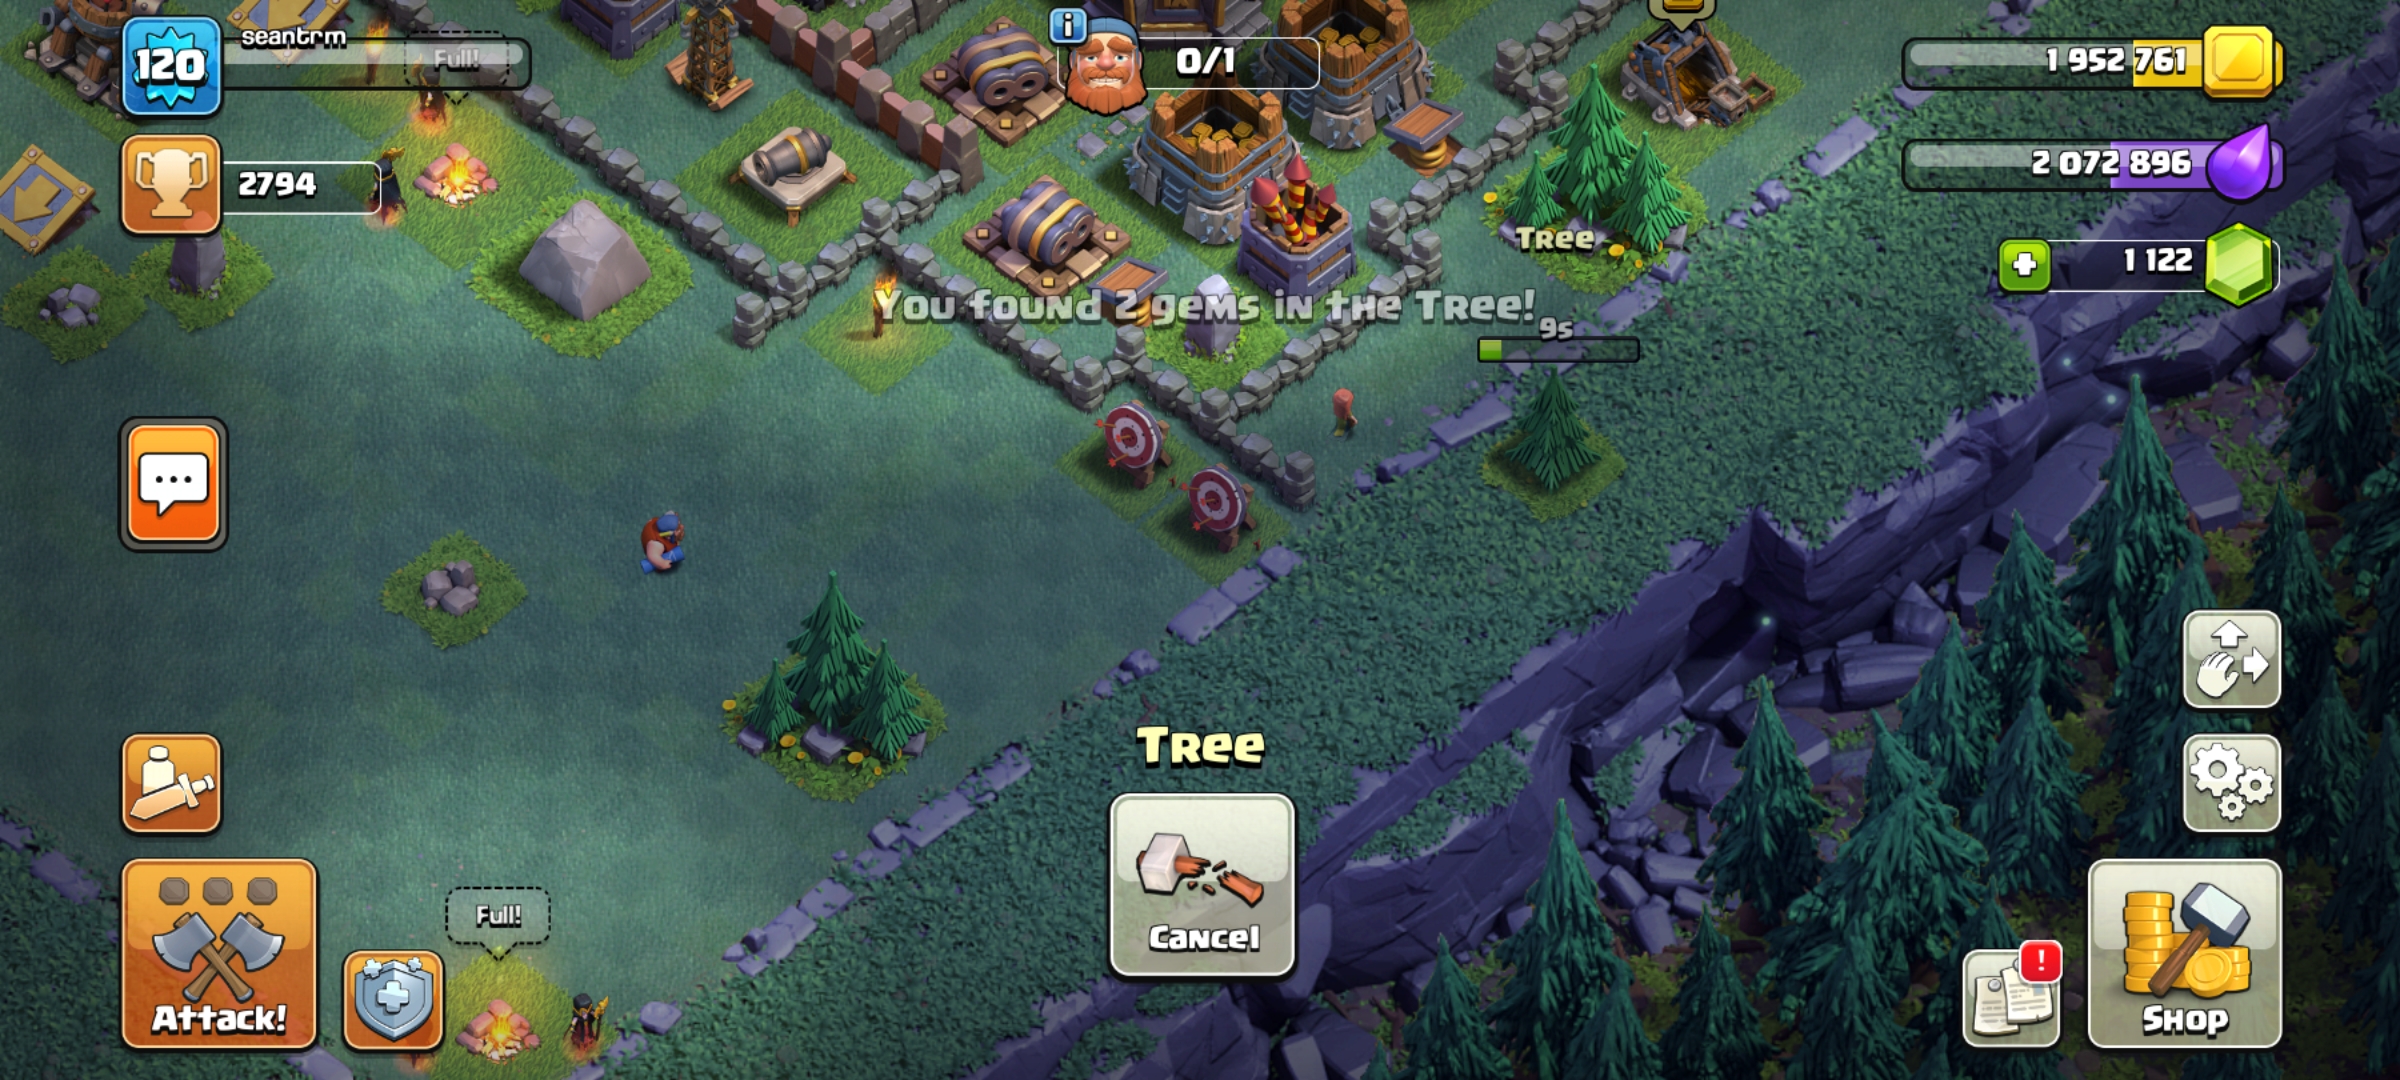 120
seantrm
Full!
i
0/1
1 952 761
2794
2 072 896
Tree
1 122
You found 2 gems in the Tree!
9s
Tree
Full!
Cancel
!
Attack!
Shop